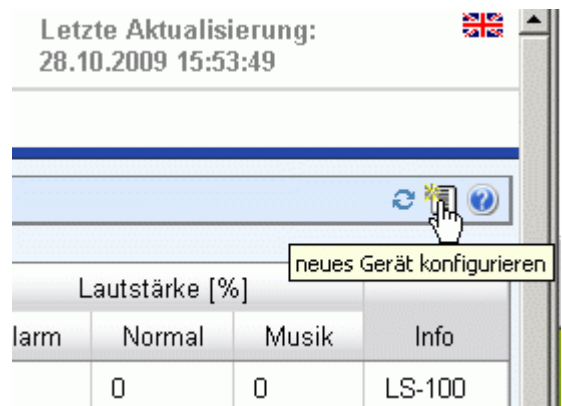 Letzte Aktualisierung:
28.10.2009 15:53:49
neues Gerät konfigurieren
Lautstärke [%]
larm Normal Musik Info
0 0 LS-100